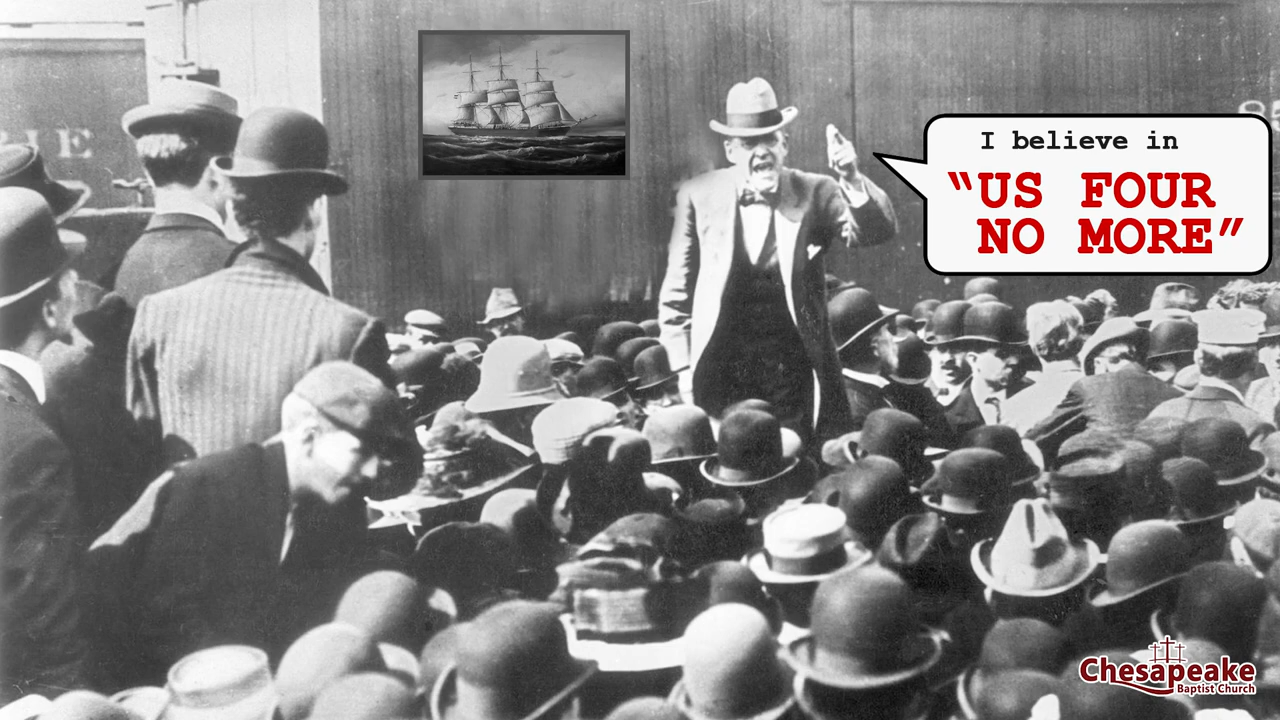 I believe in
“US FOUR
NO MORE”
Chesapeake
Baptist Church